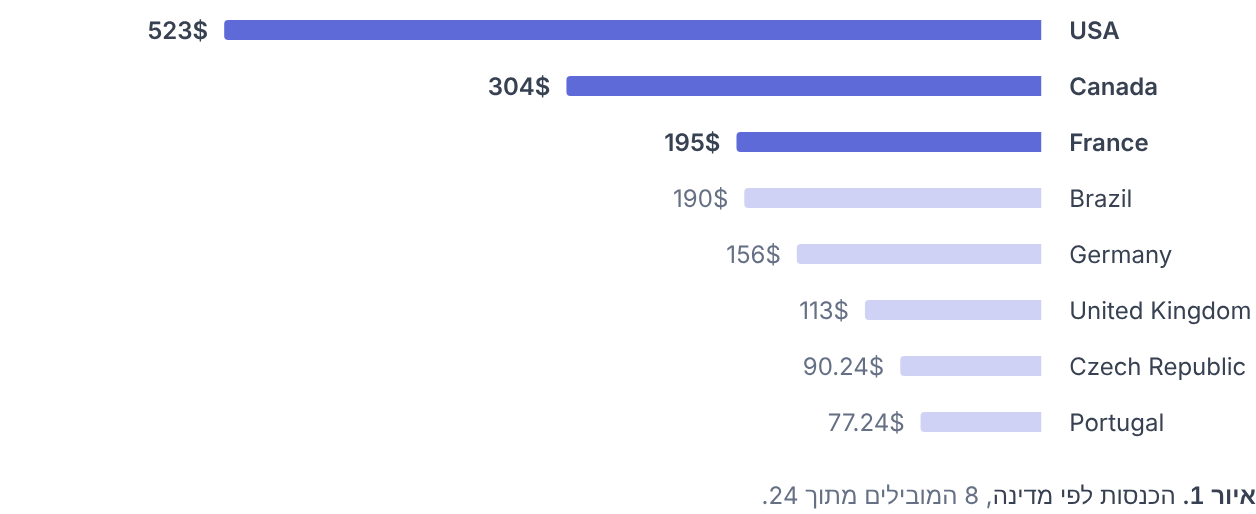 USA 523$
Canada 304$
France 195$
Brazil 190$
Germany 156$
United Kingdom 113$
Czech Republic 90.24$
Portugal 77.24$
איור 1. הכנסות לפי מדינה, 8 המובילים מתוך 24.